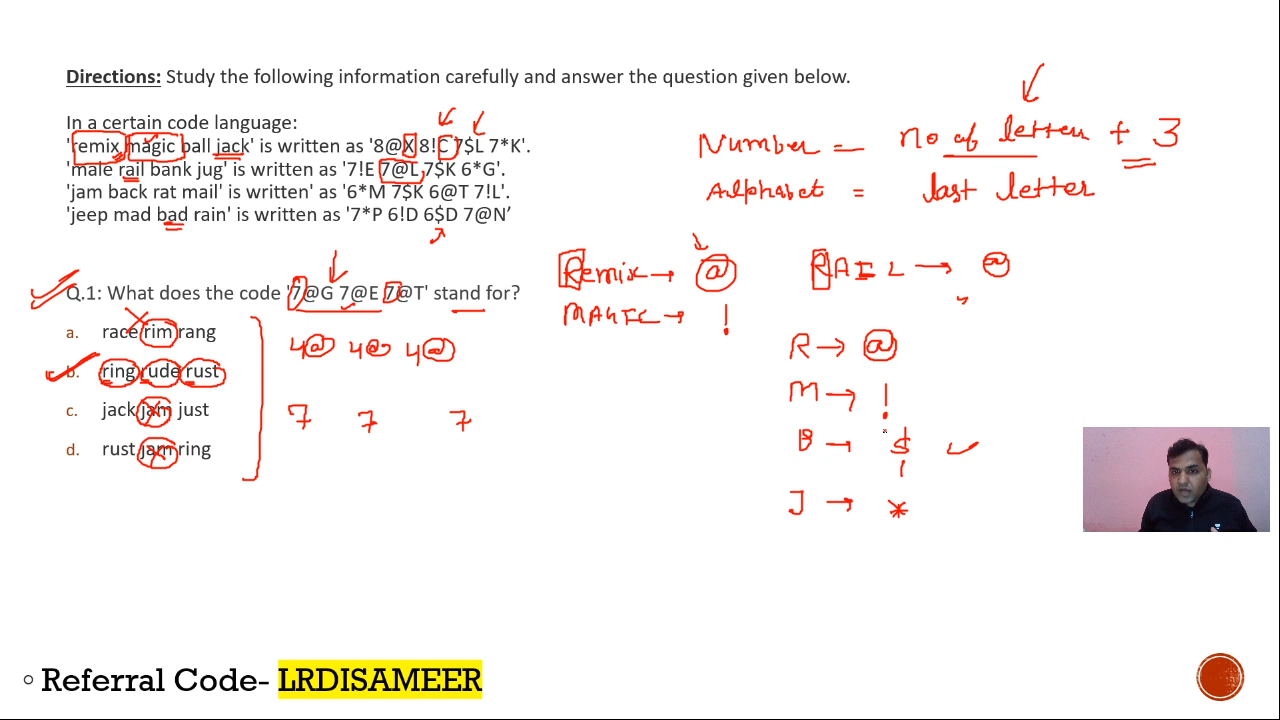 Directions: Study the following information carefully and answer the question given below.
In a certain code language:
'remix magic ball jack' is written as '8@X 8!C 7$L 7*K'.
'male rail bank jug' is written as '7!E 7@L 7$K 6*G'.
'jam back rat mail' is written' as '6*M 7$K 6@T 7!L'.
'jeep mad bad rain' is written as '7*P 6!D 6$D 7@N’
Number = no of letter + 3
Alphabet = last letter
Q.1: What does the code '7@G 7@E 7@T' stand for?
a. race rim rang
b. ring rude rust
c. jack jam just
d. rust jam ring
4@ 4@ 4@
7 7 7
Remix → @
MAGIC → !
RAIL → @
R → @
M → !
B → $
J → *
Referral Code- LRDISAMEER